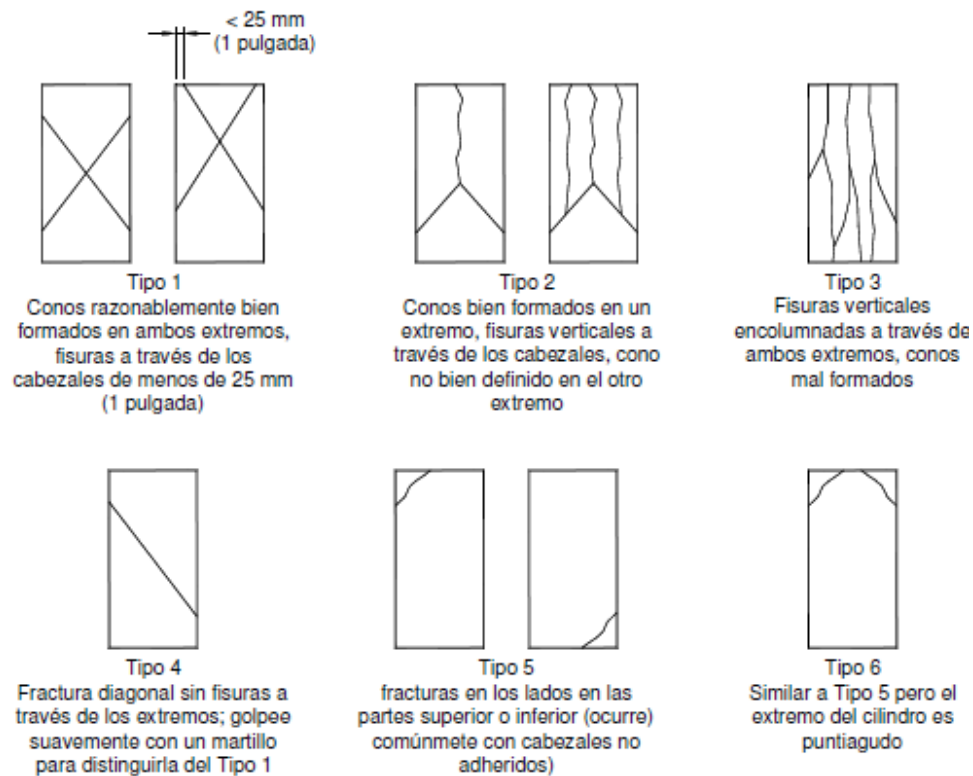 < 25 mm
(1 pulgada)
Tipo 1
Conos razonablemente bien
formados en ambos extremos,
fisuras a través de los
cabezales de menos de 25 mm
(1 pulgada)
Tipo 2
Conos bien formados en un
extremo, fisuras verticales a
través de los cabezales, cono
no bien definido en el otro
extremo
Tipo 3
Fisuras verticales
encolumnadas a través de
ambos extremos, conos
mal formados
Tipo 4
Fractura diagonal sin fisuras a
través de los extremos; golpee
suavemente con un martillo
para distinguirla del Tipo 1
Tipo 5
fracturas en los lados en las
partes superior o inferior (ocurre)
comúnmete con cabezales no
adheridos)
Tipo 6
Similar a Tipo 5 pero el
extremo del cilindro es
puntiagudo